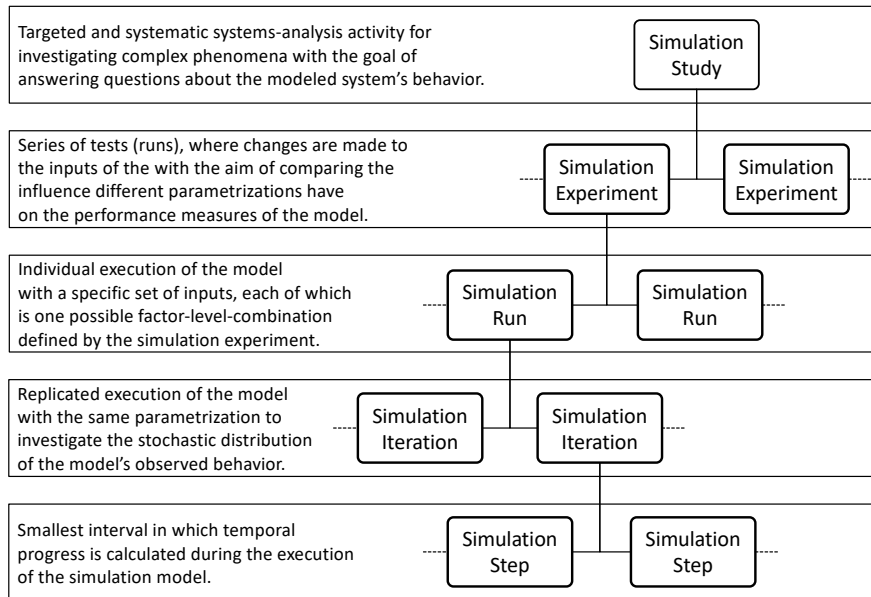 Targeted and systematic systems-analysis activity for
investigating complex phenomena with the goal of
answering questions about the modeled system's behavior.
Simulation
Study
Series of tests (runs), where changes are made to
the inputs of the with the aim of comparing the
influence different parametrizations have
on the performance measures of the model.
Simulation
Experiment
Simulation
Experiment
Individual execution of the model
with a specific set of inputs, each of which
is one possible factor-level-combination
defined by the simulation experiment.
Simulation
Run
Simulation
Run
Replicated execution of the model
with the same parametrization to
investigate the stochastic distribution
of the model's observed behavior.
Simulation
Iteration
Simulation
Iteration
Smallest interval in which temporal
progress is calculated during the execution
of the simulation model.
Simulation
Step
Simulation
Step